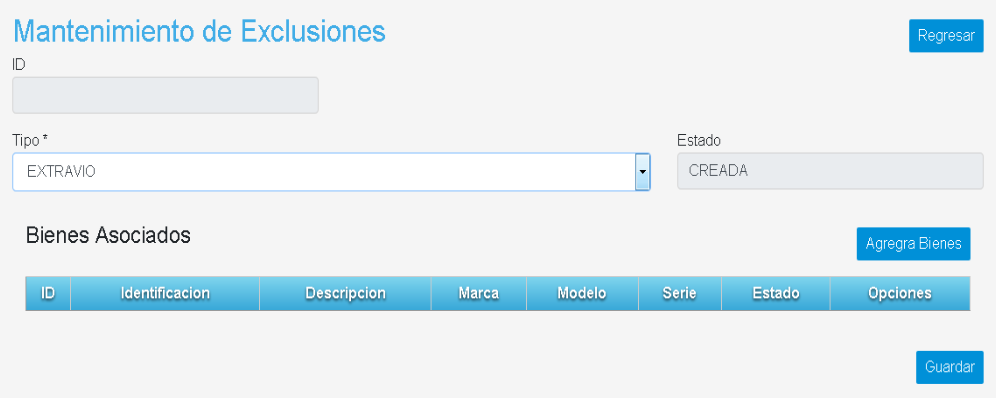 Mantenimiento de Exclusiones
Regresar
ID
Tipo *
Estado
EXTRAVIO
CREADA
Bienes Asociados
Agregra Bienes
ID Identificacion Descripcion Marca Modelo Serie Estado Opciones
Guardar